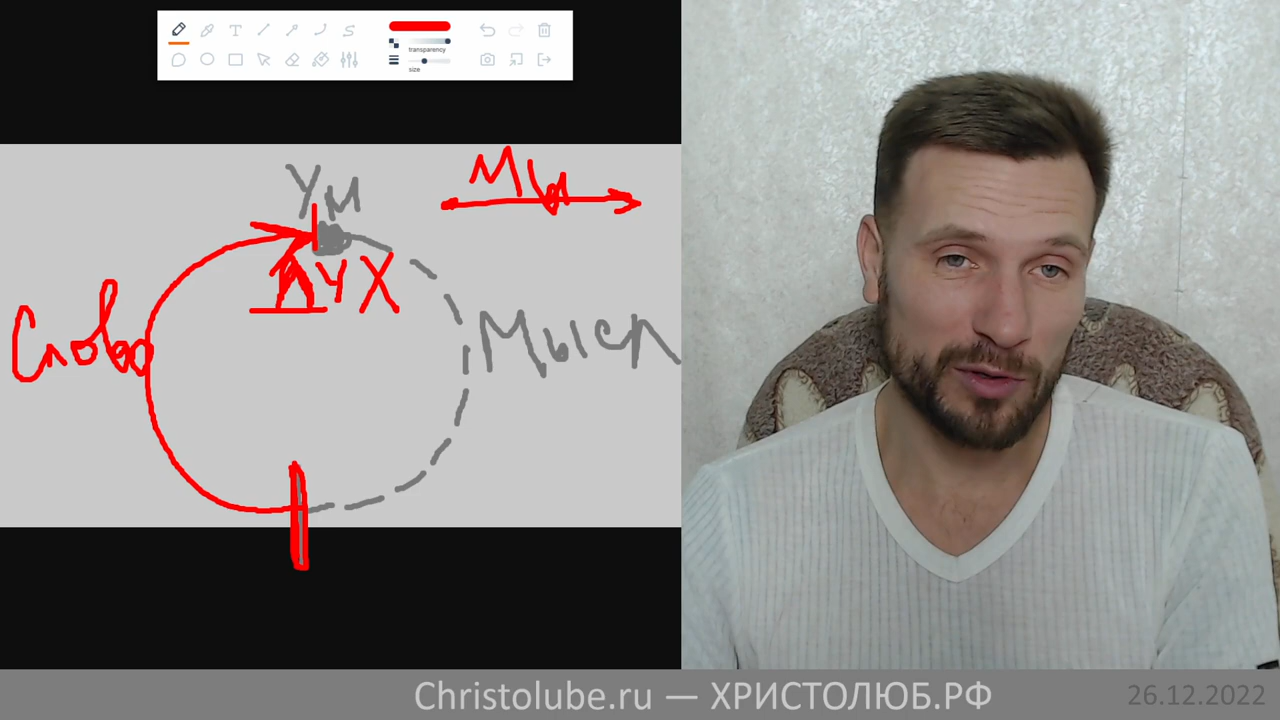 transparency
size
Ум
Мы
Дух
Слово
Мысл
Christolube.ru — ХРИСТОЛЮБ.РФ
26.12.2022